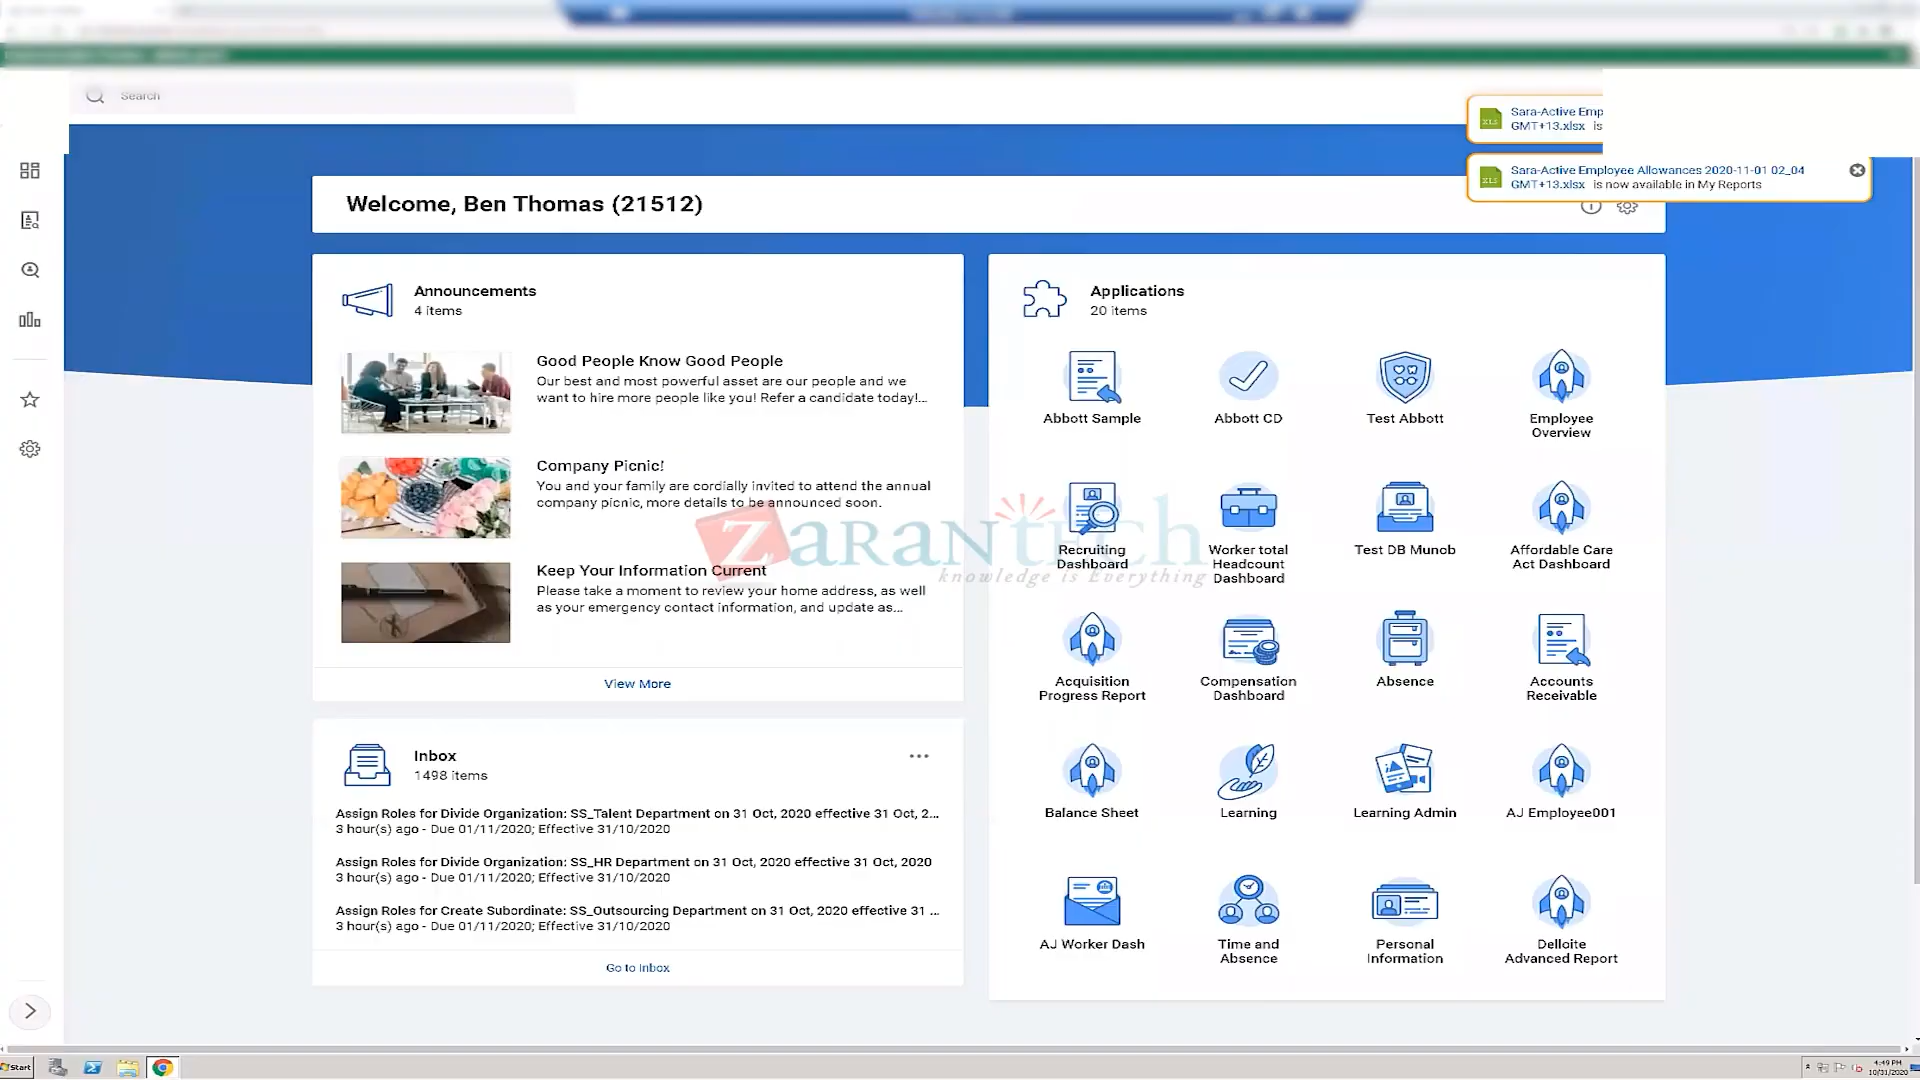 Search
Sara-Active Emp
GMT+13.xlsx is
Sara-Active Employee Allowances 2020-11-01 02_04
GMT+13.xlsx is now available in My Reports
Welcome, Ben Thomas (21512)
Announcements
4 items
Good People Know Good People
Our best and most powerful asset are our people and we
want to hire more people like you! Refer a candidate today!...
Company Picnic!
You and your family are cordially invited to attend the annual
company picnic, more details to be announced soon.
Keep Your Information Current
Please take a moment to review your home address, as well
as your emergency contact information, and update as...
View More
Inbox
1498 items
Assign Roles for Divide Organization: SS_Talent Department on 31 Oct, 2020 effective 31 Oct, 2...
3 hour(s) ago - Due 01/11/2020; Effective 31/10/2020
Assign Roles for Divide Organization: SS_HR Department on 31 Oct, 2020 effective 31 Oct, 2020
3 hour(s) ago - Due 01/11/2020; Effective 31/10/2020
Assign Roles for Create Subordinate: SS_Outsourcing Department on 31 Oct, 2020 effective 31 ...
3 hour(s) ago - Due 01/11/2020; Effective 31/10/2020
Go to Inbox
Applications
20 items
Abbott Sample
Abbott CD
Test Abbott
Employee
Overview
Recruiting
Dashboard
Worker total
Headcount
Dashboard
Test DB Munob
Affordable Care
Act Dashboard
Acquisition
Progress Report
Compensation
Dashboard
Absence
Accounts
Receivable
Balance Sheet
Learning
Learning Admin
AJ Employee001
AJ Worker Dash
Time and
Absence
Personal
Information
Delloite
Advanced Report
ZaranTech
knowledge is Everything
Start
4:49 PM
10/31/2020